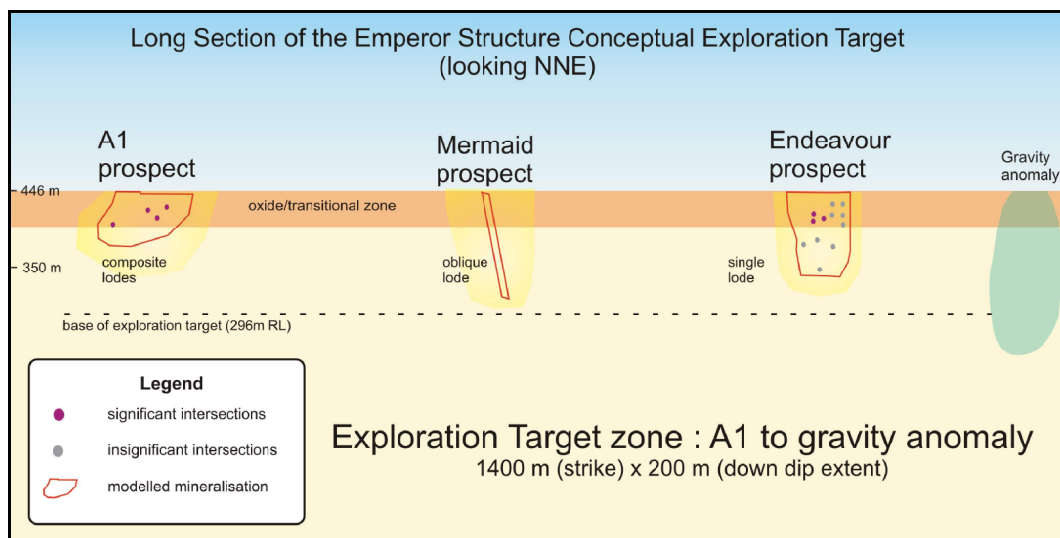 Long Section of the Emperor Structure Conceptual Exploration Target
(looking NNE)
A1
prospect
Mermaid
prospect
Endeavour
prospect
Gravity
anomaly
446 m
oxide/transitional zone
350 m
composite
lodes
oblique
lode
single
lode
base of exploration target (296m RL)
Legend
significant intersections
insignificant intersections
modelled mineralisation
Exploration Target zone : A1 to gravity anomaly
1400 m (strike) x 200 m (down dip extent)